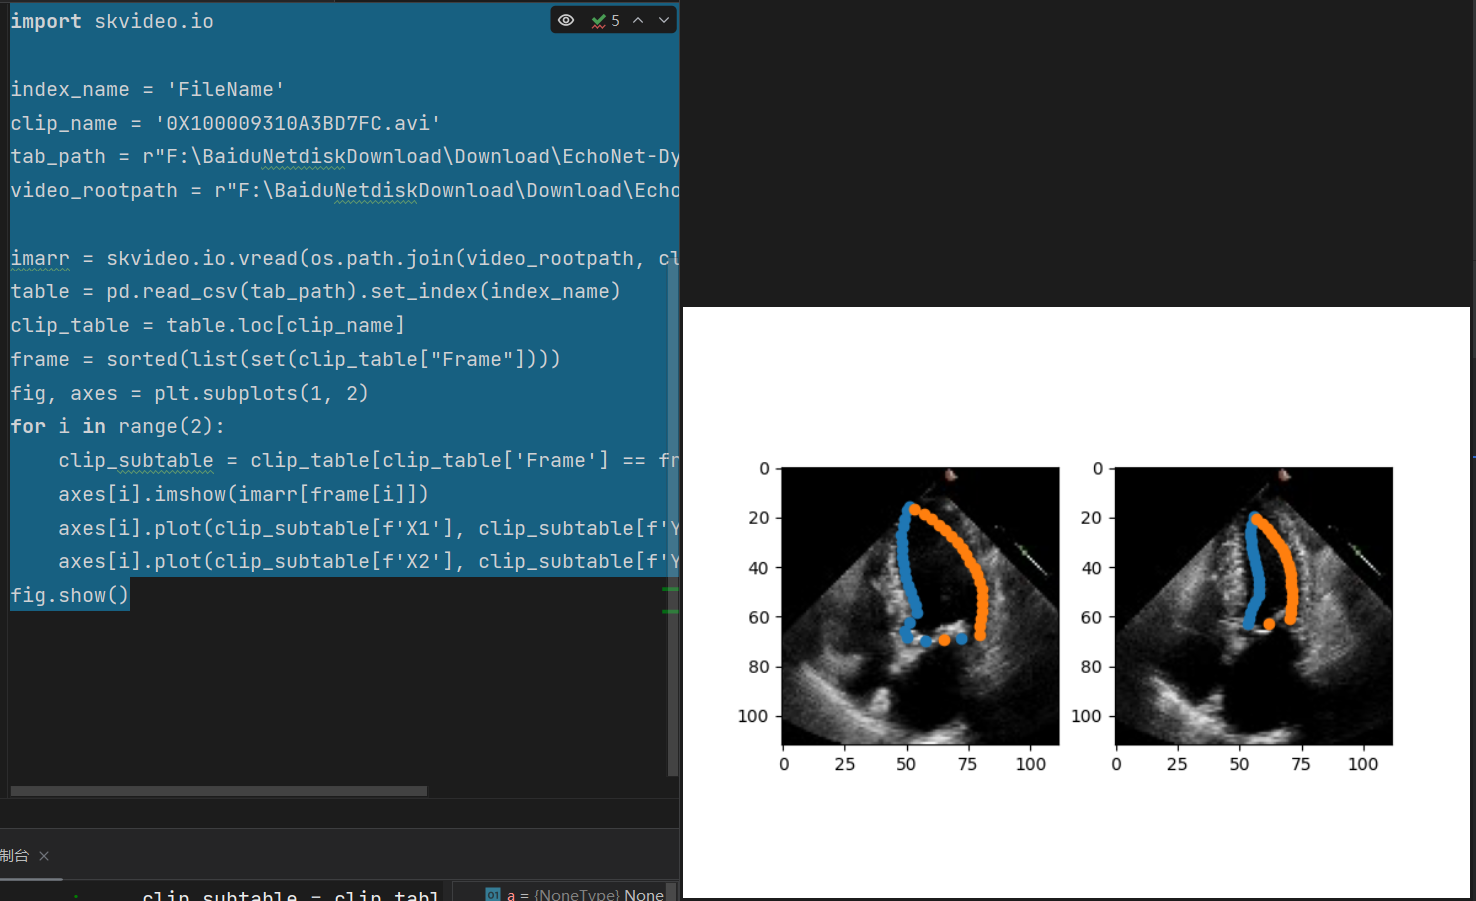 import skvideo.io
5
index_name = 'FileName'
clip_name = '0X100009310A3BD7FC.avi'
tab_path = r"F:\BaiduNetdiskDownload\Download\EchoNet-Dy
video_rootpath = r"F:\BaiduNetdiskDownload\Download\Echo
imarr = skvideo.io.vread(os.path.join(video_rootpath, cl
table = pd.read_csv(tab_path).set_index(index_name)
clip_table = table.loc[clip_name]
frame = sorted(list(set(clip_table["Frame"])))
fig, axes = plt.subplots(1, 2)
for i in range(2):
    clip_subtable = clip_table[clip_table['Frame'] == fr
    axes[i].imshow(imarr[frame[i]])
    axes[i].plot(clip_subtable[f'X1'], clip_subtable[f'Y
    axes[i].plot(clip_subtable[f'X2'], clip_subtable[f'Y
fig.show()
制台
clip_subtable = clip_tabl
01 a = {NoneType} None
0
20
40
60
80
100
0 25 50 75 100
0
20
40
60
80
100
0 25 50 75 100